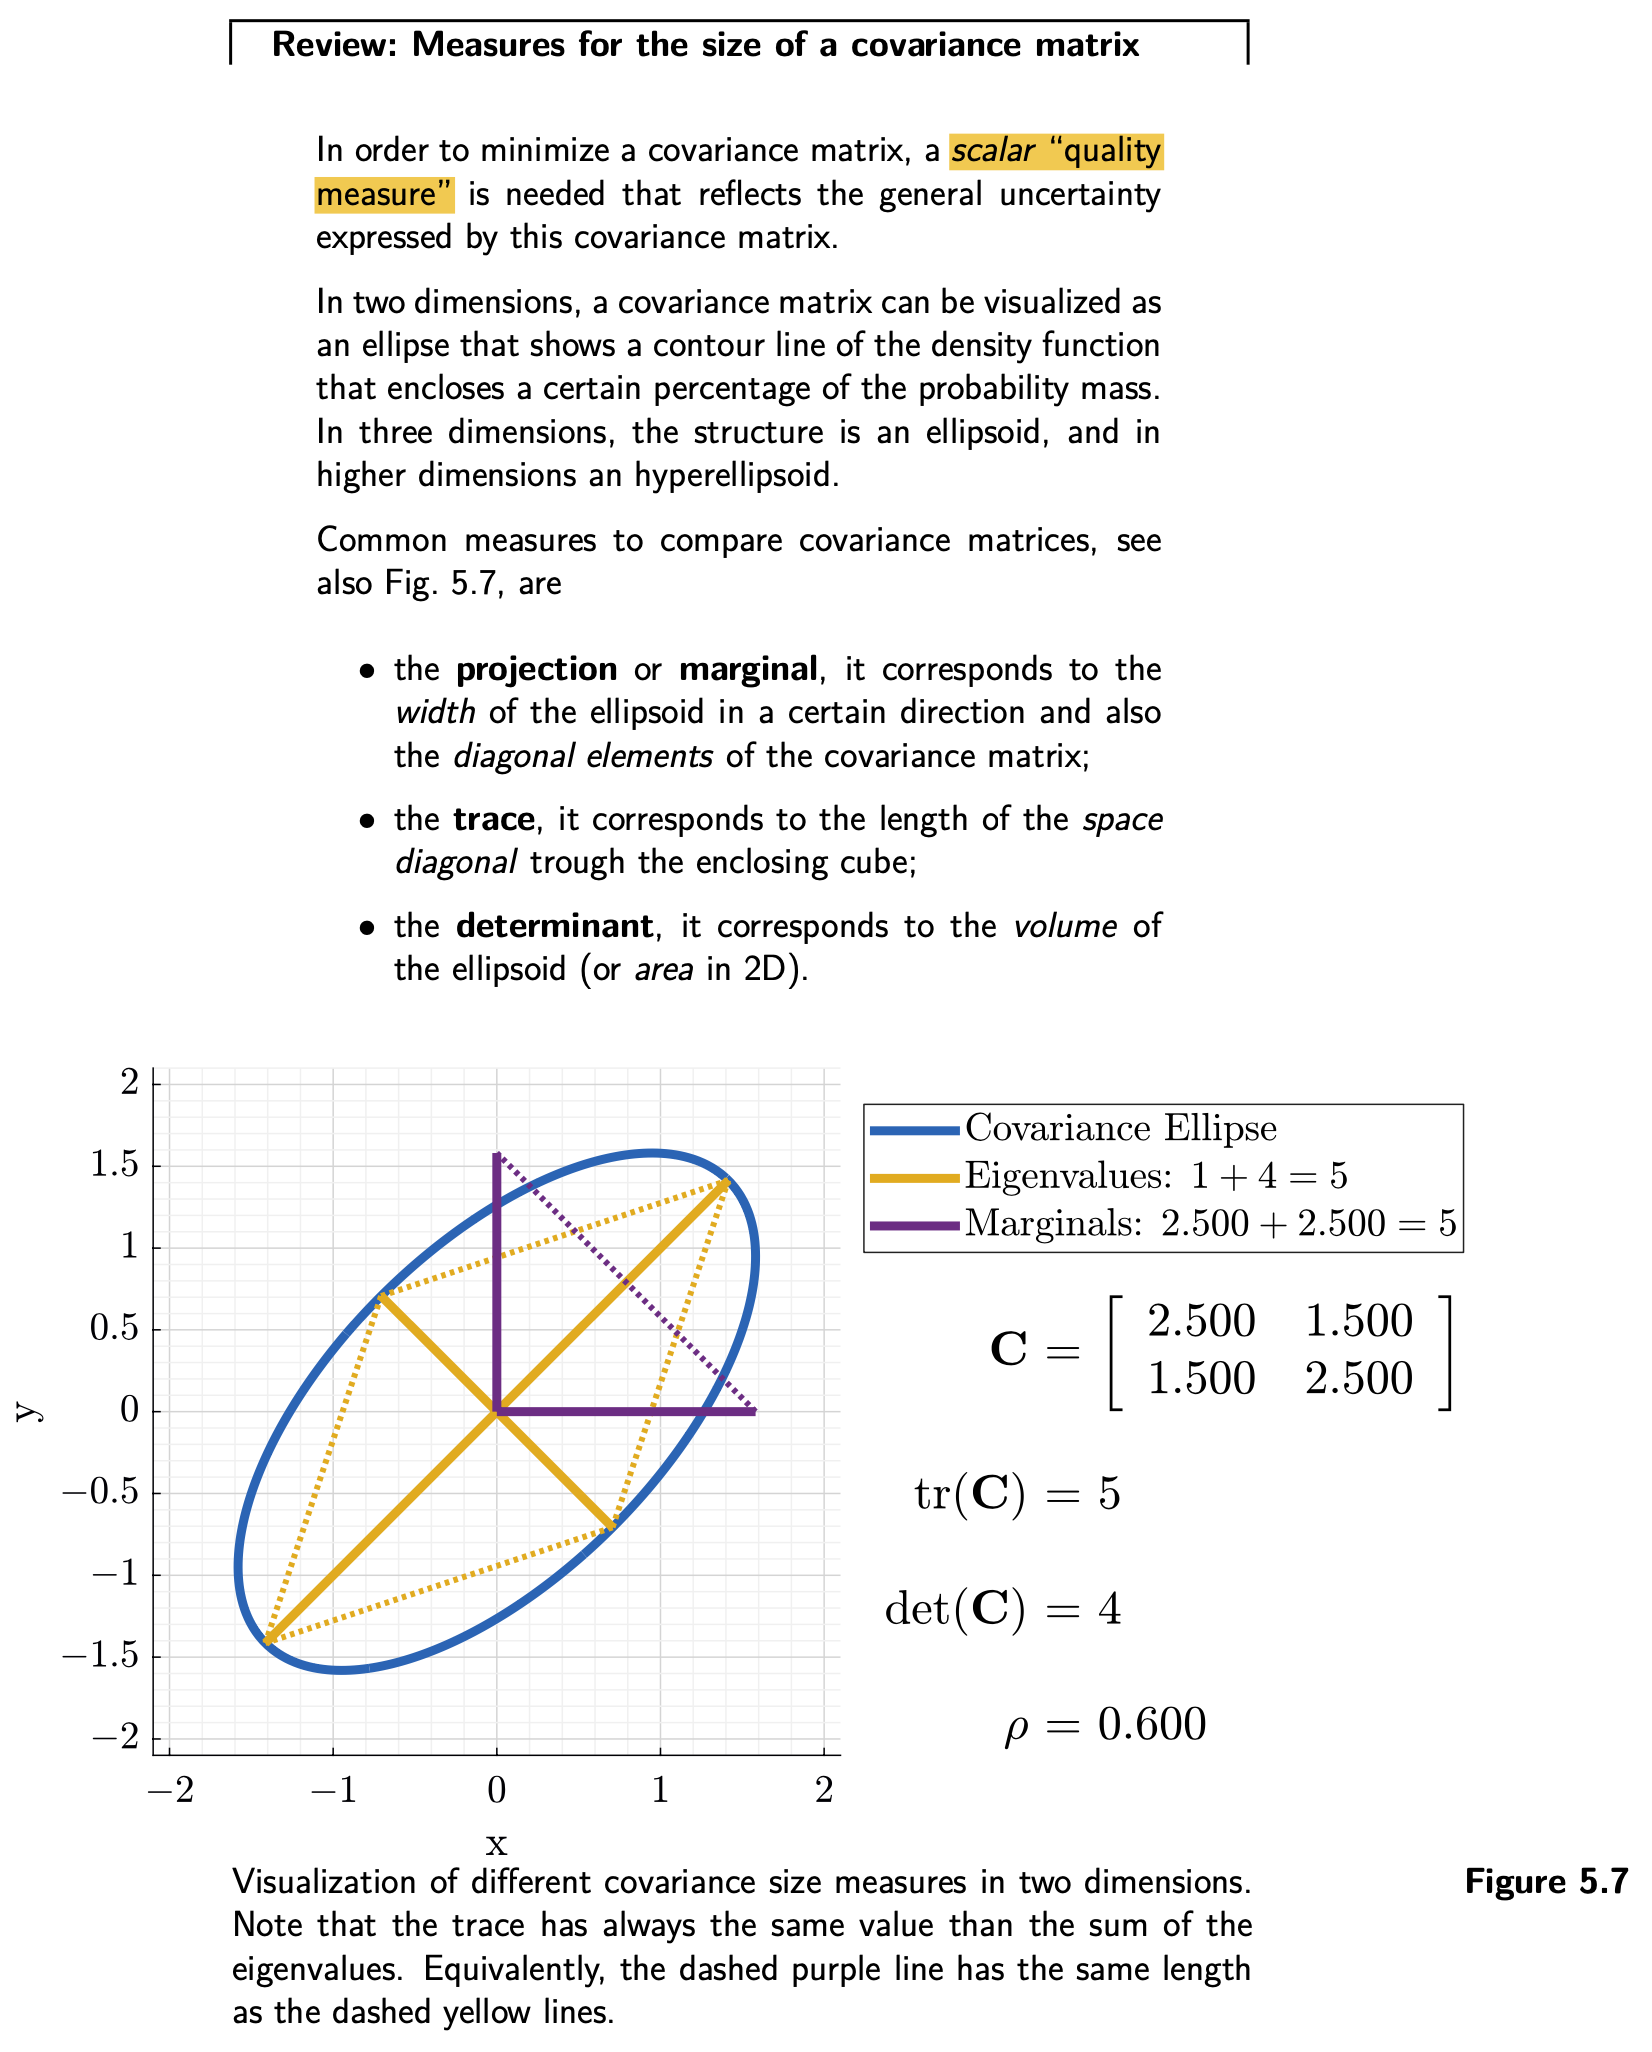 Review: Measures for the size of a covariance matrix
In order to minimize a covariance matrix, a scalar “quality
measure” is needed that reflects the general uncertainty
expressed by this covariance matrix.
In two dimensions, a covariance matrix can be visualized as
an ellipse that shows a contour line of the density function
that encloses a certain percentage of the probability mass.
In three dimensions, the structure is an ellipsoid, and in
higher dimensions an hyperellipsoid.
Common measures to compare covariance matrices, see
also Fig. 5.7, are
• the projection or marginal, it corresponds to the
width of the ellipsoid in a certain direction and also
the diagonal elements of the covariance matrix;
• the trace, it corresponds to the length of the space
diagonal trough the enclosing cube;
• the determinant, it corresponds to the volume of
the ellipsoid (or area in 2D).
2
1.5
1
0.5
0
−0.5
−1
−1.5
−2
y
−2 −1 0 1 2
x
Covariance Ellipse
Eigenvalues: 1 + 4 = 5
Marginals: 2.500 + 2.500 = 5
C = [ 2.500 1.500
1.500 2.500 ]
tr(C) = 5
det(C) = 4
ρ = 0.600
Visualization of different covariance size measures in two dimensions.
Figure 5.7
Note that the trace has always the same value than the sum of the
eigenvalues. Equivalently, the dashed purple line has the same length
as the dashed yellow lines.